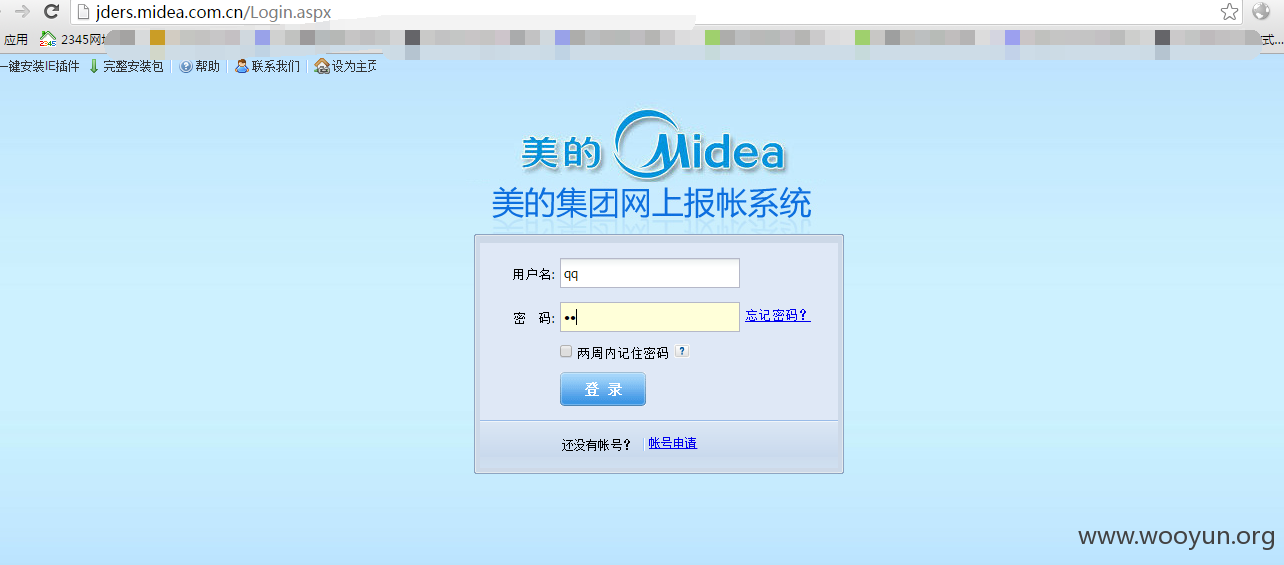 jders.midea.com.cn/Login.aspx
应用 2345网
式...
一键安装IE插件 完整安装包 帮助 联系我们 设为主页
美的 Midea
美的集团网上报帐系统
用户名: qq
密 码: •• 忘记密码?
两周内记住密码 ?
登 录
还没有帐号? 帐号申请
www.wooyun.org